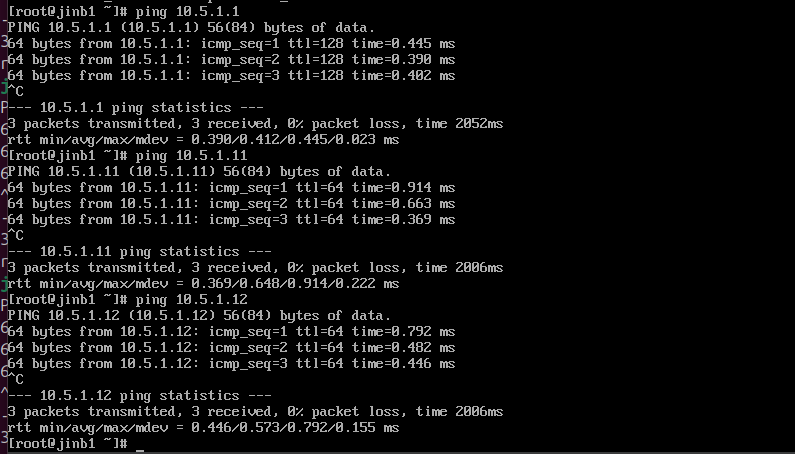 [root@jinb1 ~]# ping 10.5.1.1
PING 10.5.1.1 (10.5.1.1) 56(84) bytes of data.
64 bytes from 10.5.1.1: icmp_seq=1 ttl=128 time=0.445 ms
64 bytes from 10.5.1.1: icmp_seq=2 ttl=128 time=0.390 ms
64 bytes from 10.5.1.1: icmp_seq=3 ttl=128 time=0.402 ms
^C
--- 10.5.1.1 ping statistics ---
3 packets transmitted, 3 received, 0% packet loss, time 2052ms
rtt min/avg/max/mdev = 0.390/0.412/0.445/0.023 ms
[root@jinb1 ~]# ping 10.5.1.11
PING 10.5.1.11 (10.5.1.11) 56(84) bytes of data.
64 bytes from 10.5.1.11: icmp_seq=1 ttl=64 time=0.914 ms
64 bytes from 10.5.1.11: icmp_seq=2 ttl=64 time=0.663 ms
64 bytes from 10.5.1.11: icmp_seq=3 ttl=64 time=0.369 ms
^C
--- 10.5.1.11 ping statistics ---
3 packets transmitted, 3 received, 0% packet loss, time 2006ms
rtt min/avg/max/mdev = 0.369/0.648/0.914/0.222 ms
[root@jinb1 ~]# ping 10.5.1.12
PING 10.5.1.12 (10.5.1.12) 56(84) bytes of data.
64 bytes from 10.5.1.12: icmp_seq=1 ttl=64 time=0.792 ms
64 bytes from 10.5.1.12: icmp_seq=2 ttl=64 time=0.482 ms
64 bytes from 10.5.1.12: icmp_seq=3 ttl=64 time=0.446 ms
^C
--- 10.5.1.12 ping statistics ---
3 packets transmitted, 3 received, 0% packet loss, time 2006ms
rtt min/avg/max/mdev = 0.446/0.573/0.792/0.155 ms
[root@jinb1 ~]# _